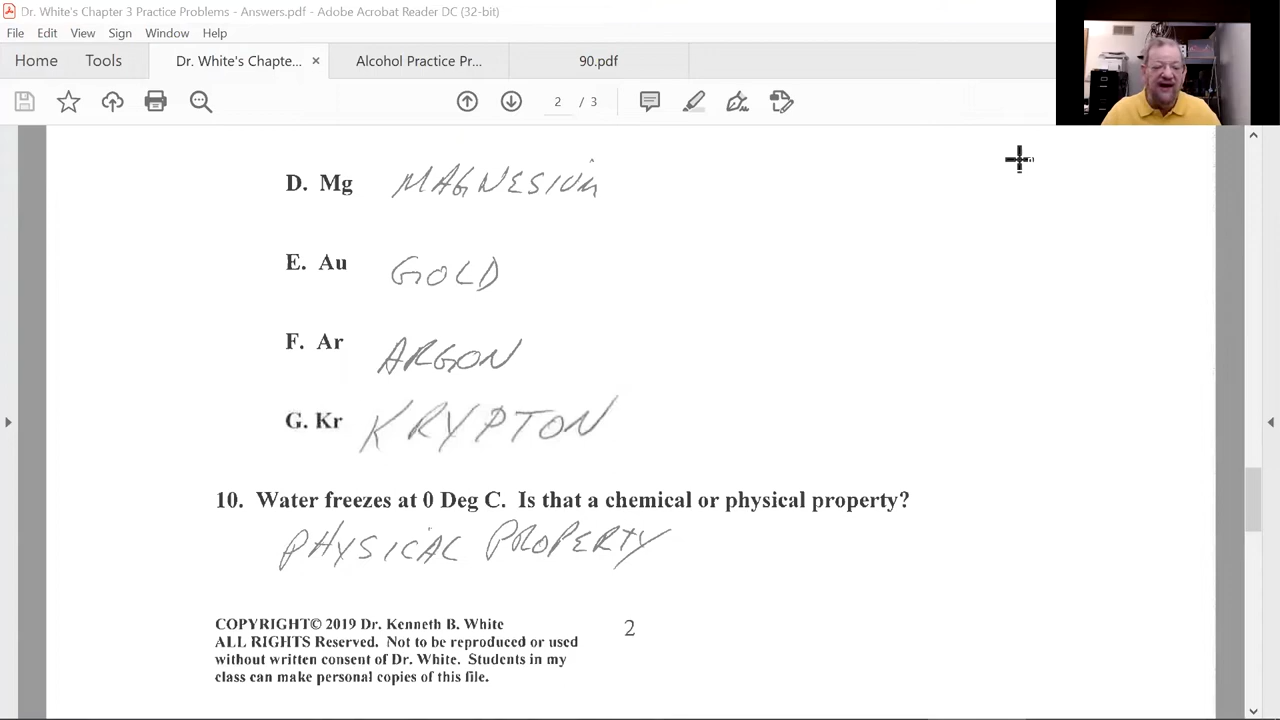 Dr. White's Chapter 3 Practice Problems - Answers.pdf - Adobe Acrobat Reader DC (32-bit)
File Edit View Sign Window Help
Home Tools Dr. White's Chapte... × Alcohol Practice Pr... 90.pdf
2 / 3
D. Mg MAGNESIUM
E. Au GOLD
F. Ar ARGON
G. Kr KRYPTON
10. Water freezes at 0 Deg C. Is that a chemical or physical property?
PHYSICAL PROPERTY
COPYRIGHT© 2019 Dr. Kenneth B. White
ALL RIGHTS Reserved. Not to be reproduced or used
without written consent of Dr. White. Students in my
class can make personal copies of this file.
2